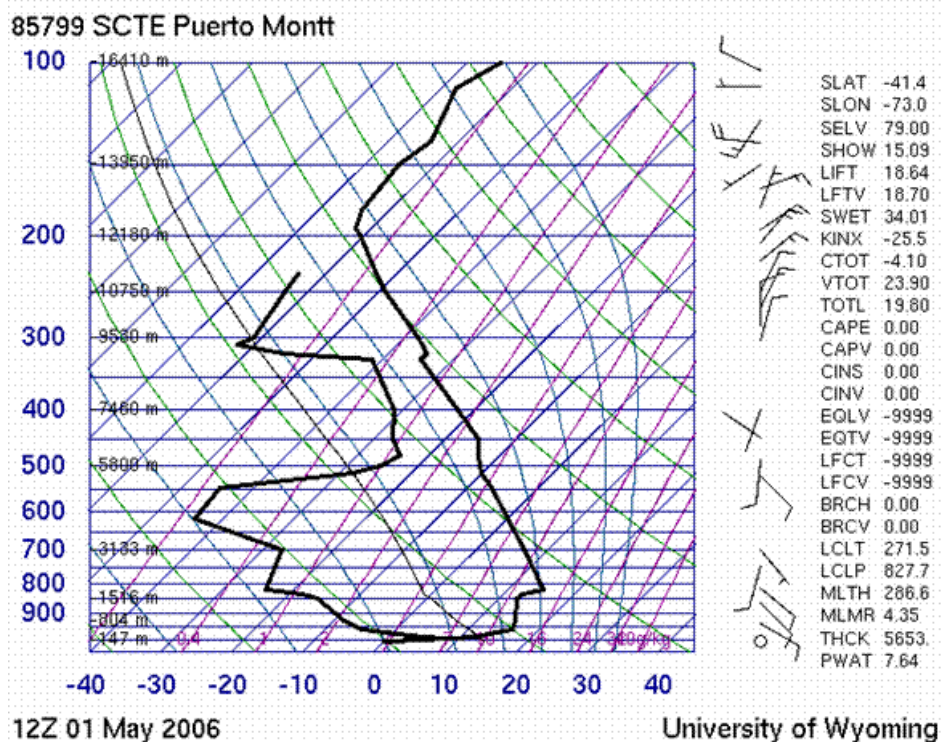 85799 SCTE Puerto Montt
100
16410 m
13950 m
200
12180 m
10750 m
300
9530 m
400
7460 m
500
5800 m
600
700
3133 m
800
1516 m
900
804 m
147 m
0.4
1
2
16
24
g/kg
-40 -30 -20 -10 0 10 20 30 40
12Z 01 May 2006
University of Wyoming
SLAT -41.4
SLON -73.0
SELV 79.00
SHOW 15.09
LIFT 18.64
LFTV 18.70
SWET 34.01
KINX -25.5
CTOT -4.10
VTOT 23.90
TOTL 19.80
CAPE 0.00
CAPV 0.00
CINS 0.00
CINV 0.00
EQLV -9999
EQTV -9999
LFCT -9999
LFCV -9999
BRCH 0.00
BRCV 0.00
LCLT 271.5
LCLP 827.7
MLTH 286.6
MLMR 4.35
THCK 5653.
PWAT 7.64